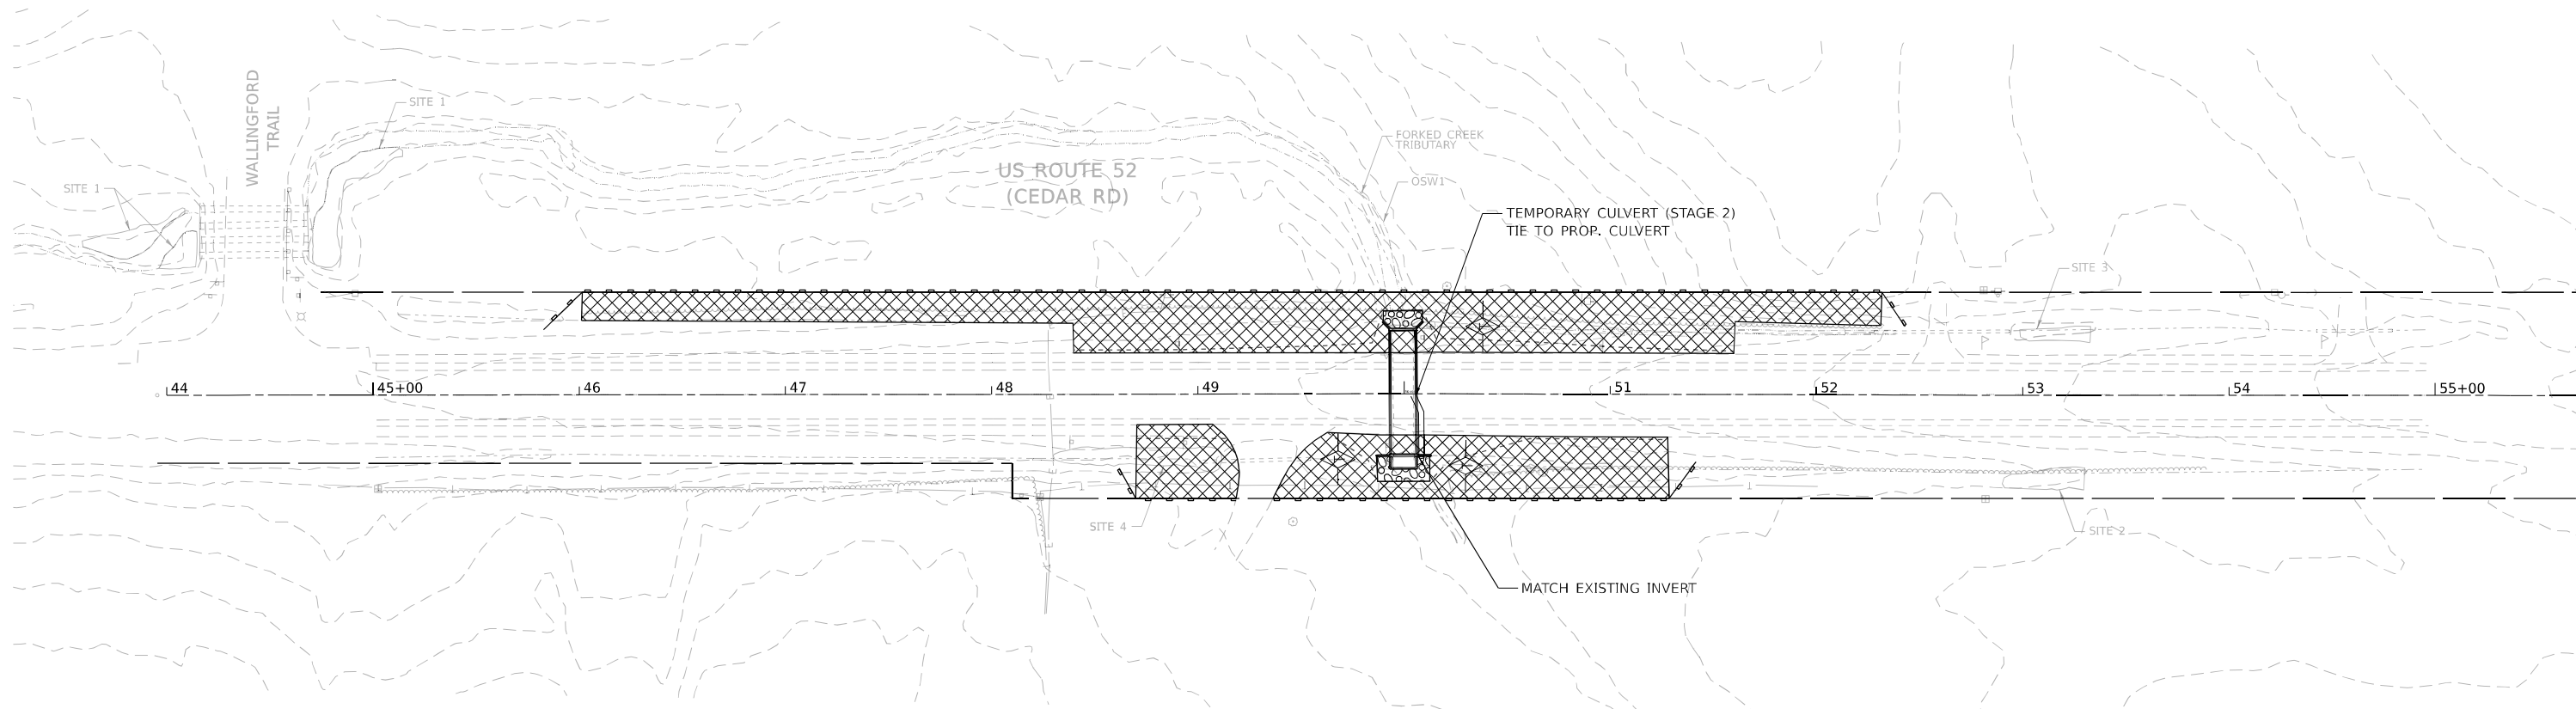 WALLINGFORD
TRAIL
SITE 1
SITE 1
US ROUTE 52
(CEDAR RD)
FORKED CREEK
TRIBUTARY
OSW1
TEMPORARY CULVERT (STAGE 2)
TIE TO PROP. CULVERT
SITE 3
44
45+00
46
47
48
49
51
52
53
54
55+00
SITE 4
SITE 2
MATCH EXISTING INVERT